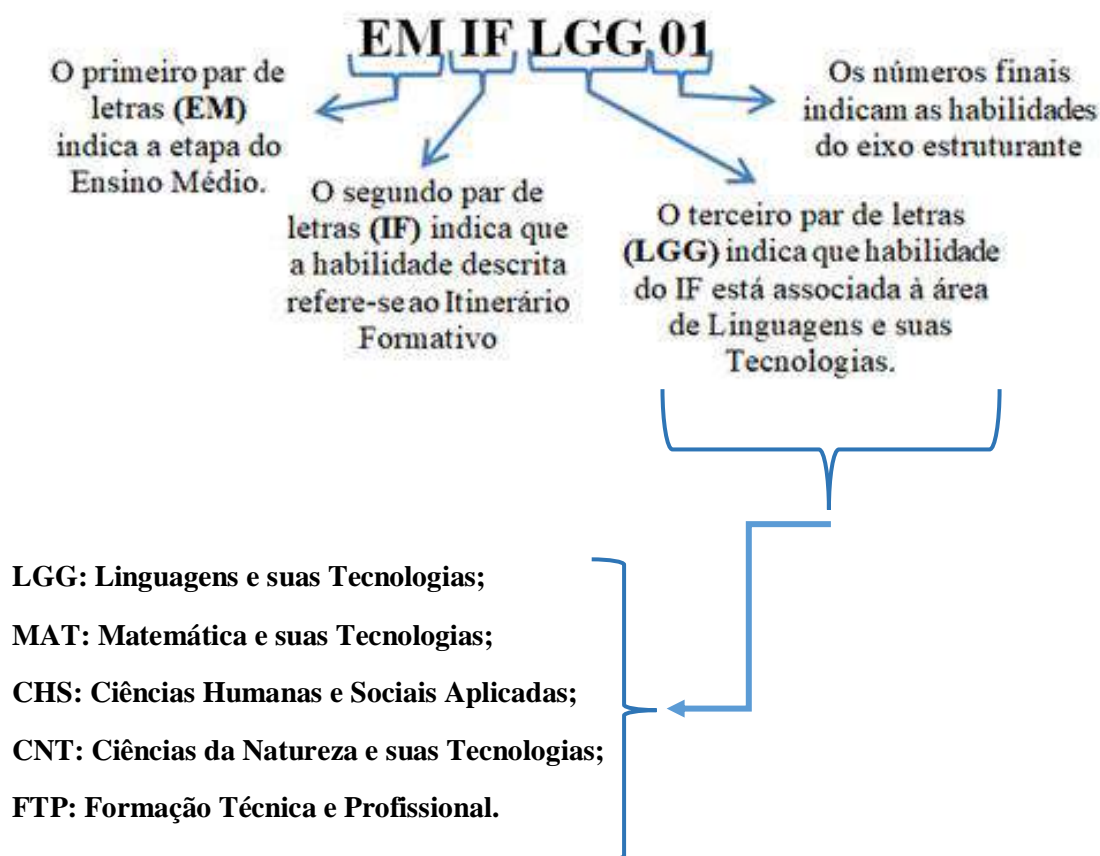 EM IF LGG 01
O primeiro par de
letras (EM)
indica a etapa do
Ensino Médio.
O segundo par de
letras (IF) indica que
a habilidade descrita
refere-se ao Itinerário
Formativo
O terceiro par de letras
(LGG) indica que habilidade
do IF está associada à área
de Linguagens e suas
Tecnologias.
Os números finais
indicam as habilidades
do eixo estruturante
LGG: Linguagens e suas Tecnologias;
MAT: Matemática e suas Tecnologias;
CHS: Ciências Humanas e Sociais Aplicadas;
CNT: Ciências da Natureza e suas Tecnologias;
FTP: Formação Técnica e Profissional.